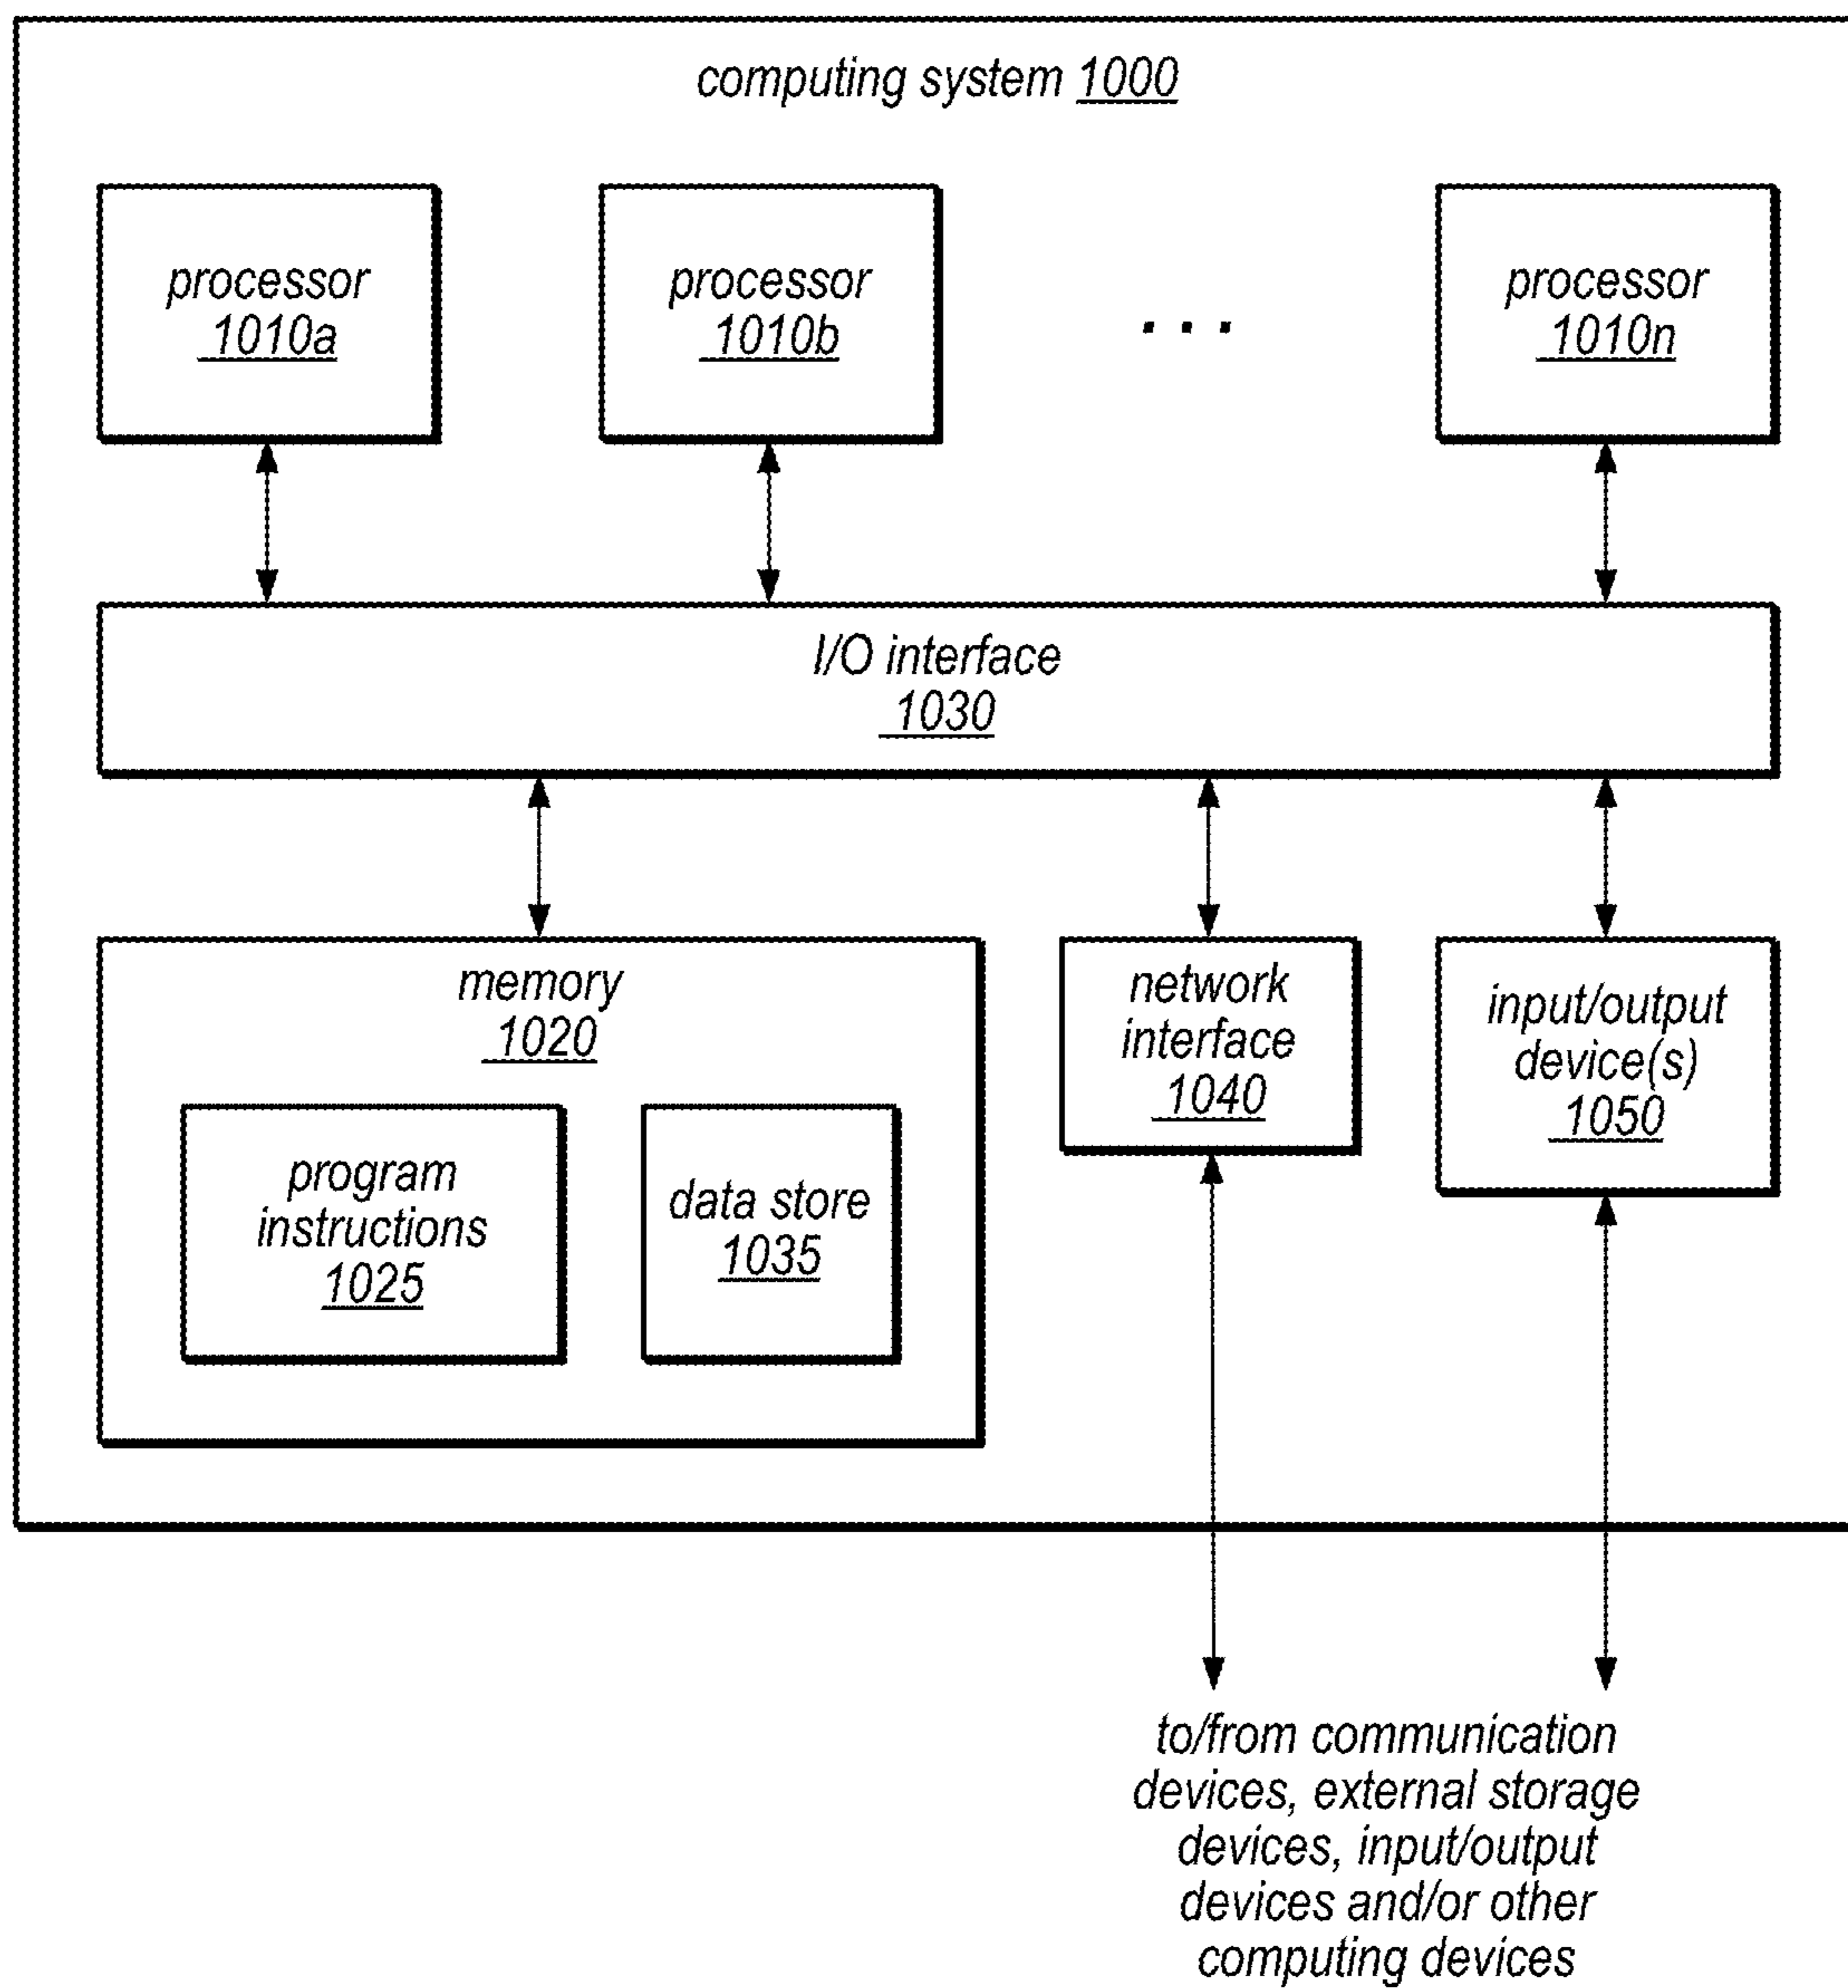 computing system 1000
processor
1010a
processor
1010b
. . .
processor
1010n
I/O interface
1030
memory
1020
program
instructions
1025
data store
1035
network
interface
1040
input/output
device(s)
1050
to/from communication
devices, external storage
devices, input/output
devices and/or other
computing devices